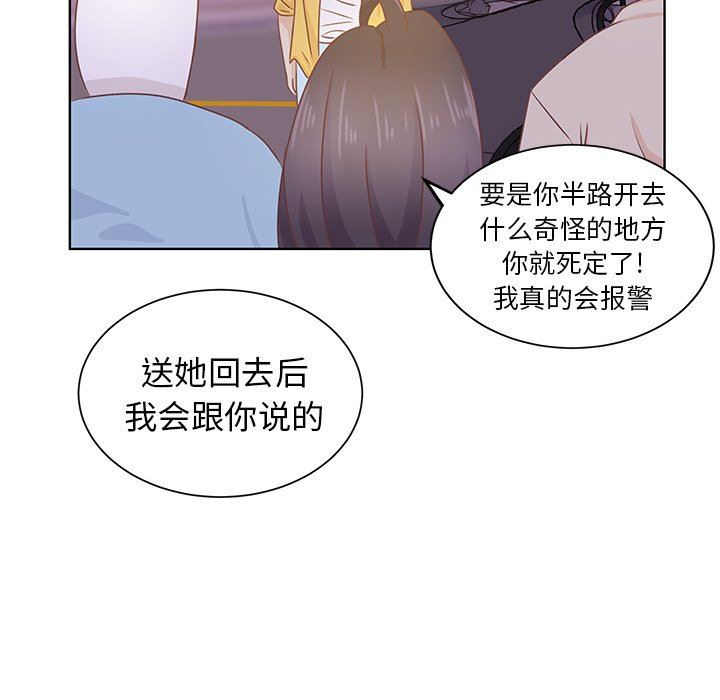 要是你半路开去
什么奇怪的地方
你就死定了!
我真的会报警
送她回去后
我会跟你说的